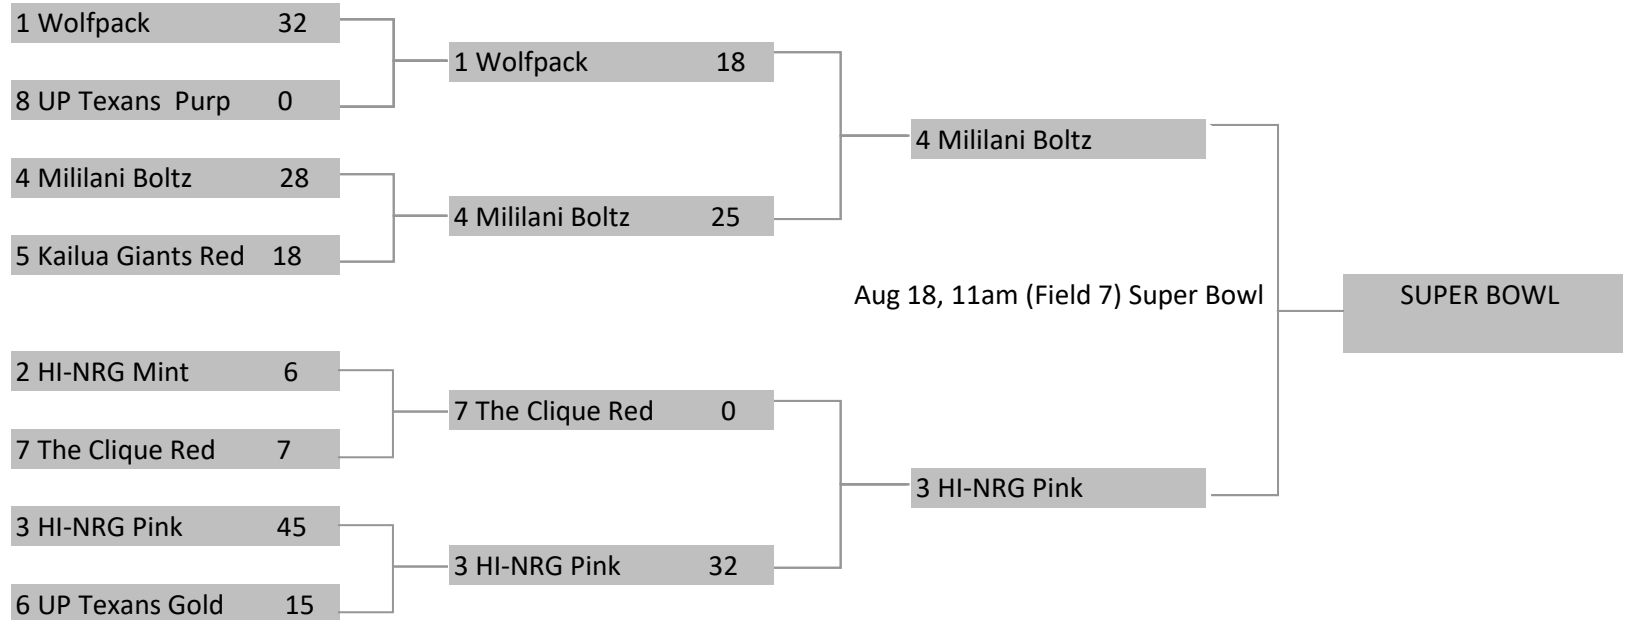 1 Wolfpack 32
8 UP Texans  Purp 0
4 Mililani Boltz 28
5 Kailua Giants Red 18
2 HI-NRG Mint 6
7 The Clique Red 7
3 HI-NRG Pink 45
6 UP Texans Gold 15
1 Wolfpack 18
4 Mililani Boltz 25
7 The Clique Red 0
3 HI-NRG Pink 32
4 Mililani Boltz
Aug 18, 11am (Field 7) Super Bowl
3 HI-NRG Pink
SUPER BOWL